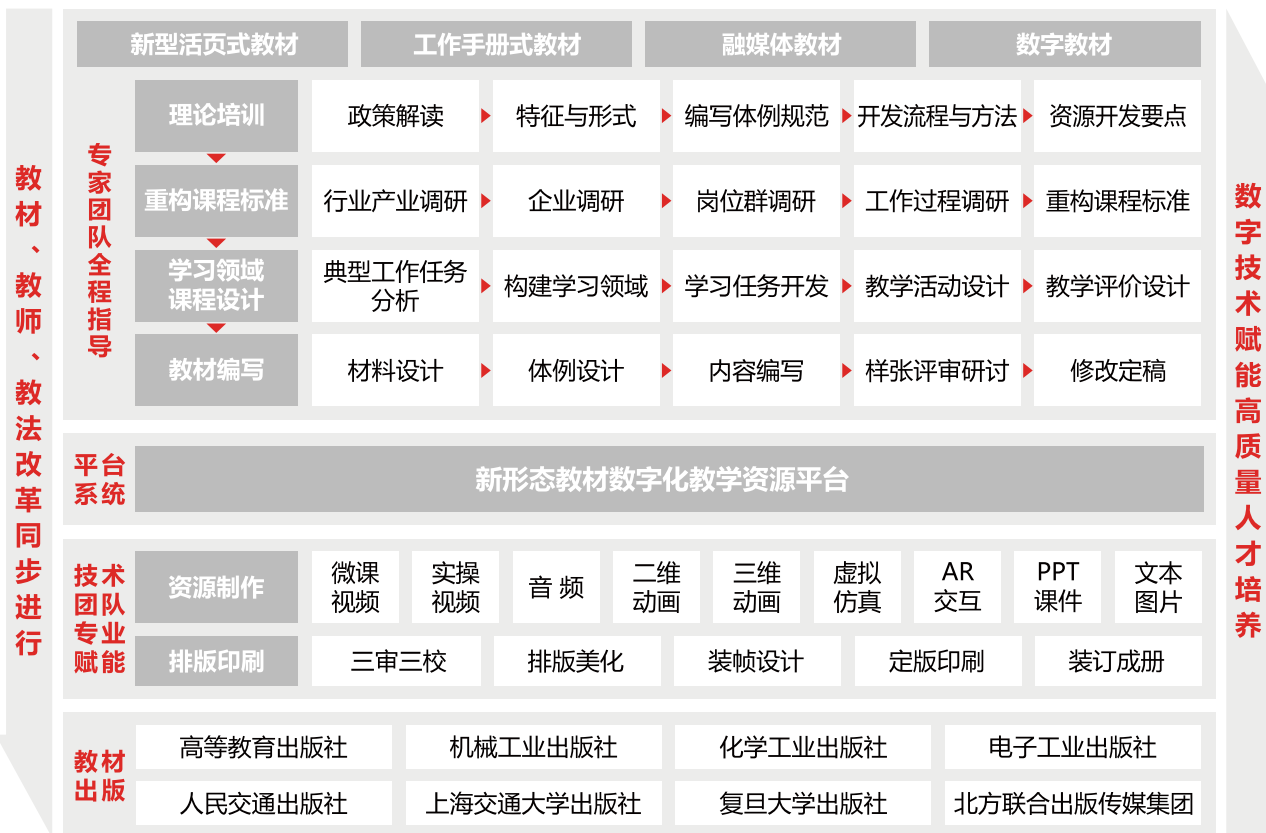 教材、教师、教法改革同步进行
新型活页式教材
工作手册式教材
融媒体教材
数字教材
专家团队全程指导
理论培训
政策解读
特征与形式
编写体例规范
开发流程与方法
资源开发要点
重构课程标准
行业产业调研
企业调研
岗位群调研
工作过程调研
重构课程标准
学习领域
课程设计
典型工作任务
分析
构建学习领域
学习任务开发
教学活动设计
教学评价设计
教材编写
材料设计
体例设计
内容编写
样张评审研讨
修改定稿
平台
系统
新形态教材数字化教学资源平台
技术
团队
专业
赋能
资源制作
微课
视频
实操
视频
音 频
二维
动画
三维
动画
虚拟
仿真
AR
交互
PPT
课件
文本
图片
排版印刷
三审三校
排版美化
装帧设计
定版印刷
装订成册
教材
出版
高等教育出版社
机械工业出版社
化学工业出版社
电子工业出版社
人民交通出版社
上海交通大学出版社
复旦大学出版社
北方联合出版传媒集团
数字技术赋能高质量人才培养